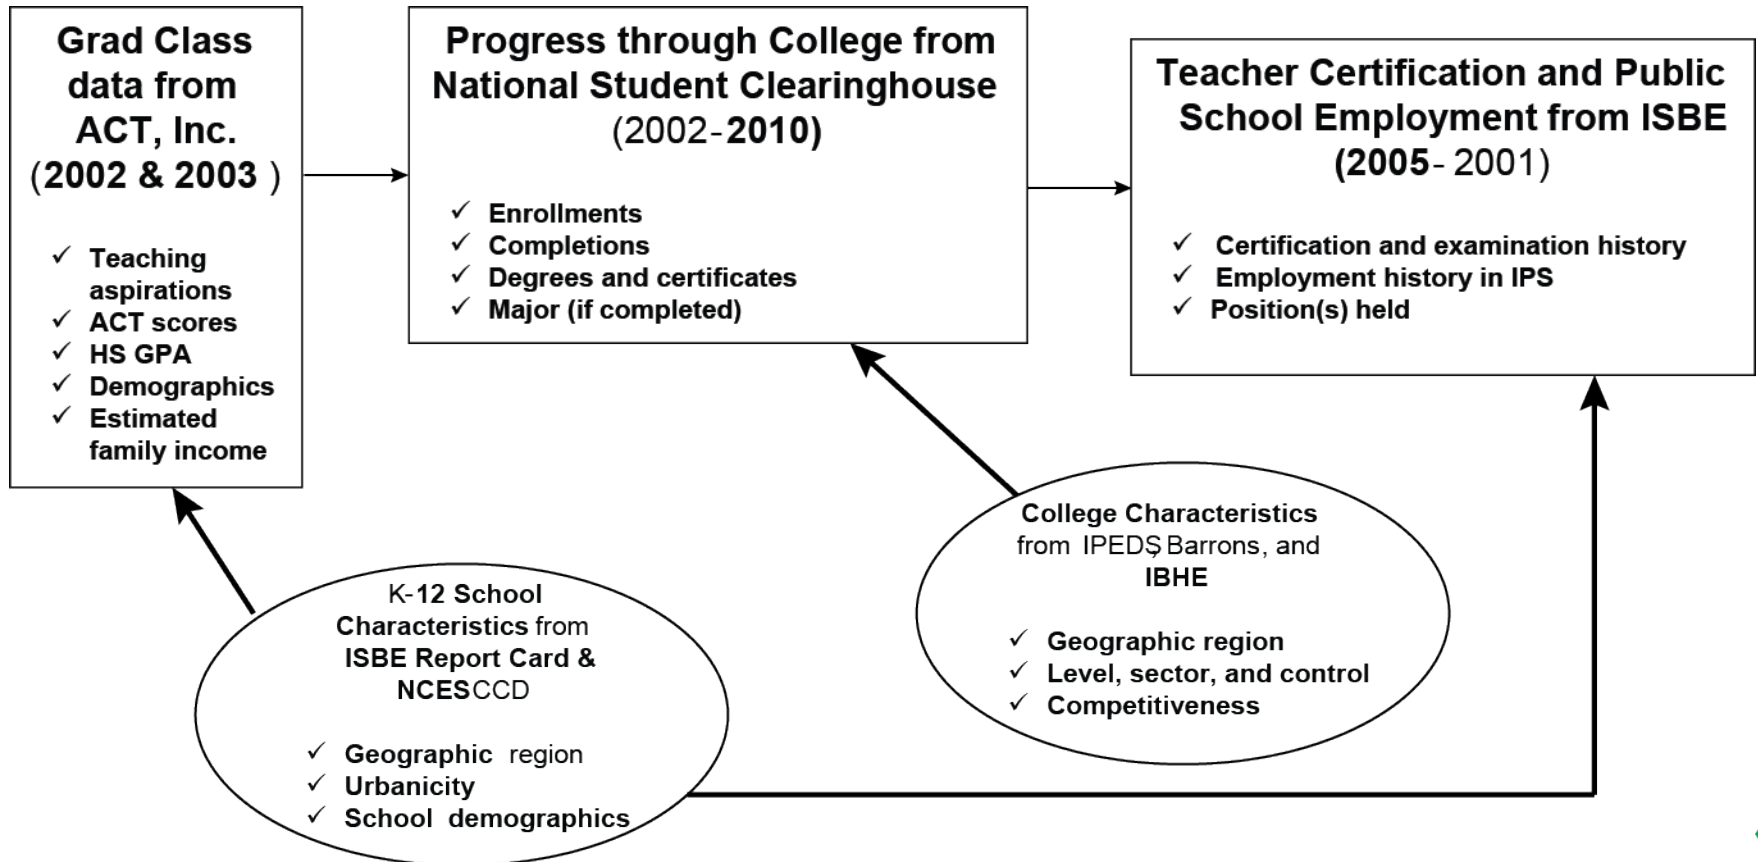 Grad Class
data from
ACT, Inc.
(2002 & 2003 )
✓ Teaching
aspirations
✓ ACT scores
✓ HS GPA
✓ Demographics
✓ Estimated
family income
Progress through College from
National Student Clearinghouse
(2002-2010)
✓ Enrollments
✓ Completions
✓ Degrees and certificates
✓ Major (if completed)
Teacher Certification and Public
School Employment from ISBE
(2005- 2001)
✓ Certification and examination history
✓ Employment history in IPS
✓ Position(s) held
K-12 School
Characteristics from
ISBE Report Card &
NCES CCD
✓ Geographic region
✓ Urbanicity
✓ School demographics
College Characteristics
from IPEDS, Barrons, and
IBHE
✓ Geographic region
✓ Level, sector, and control
✓ Competitiveness